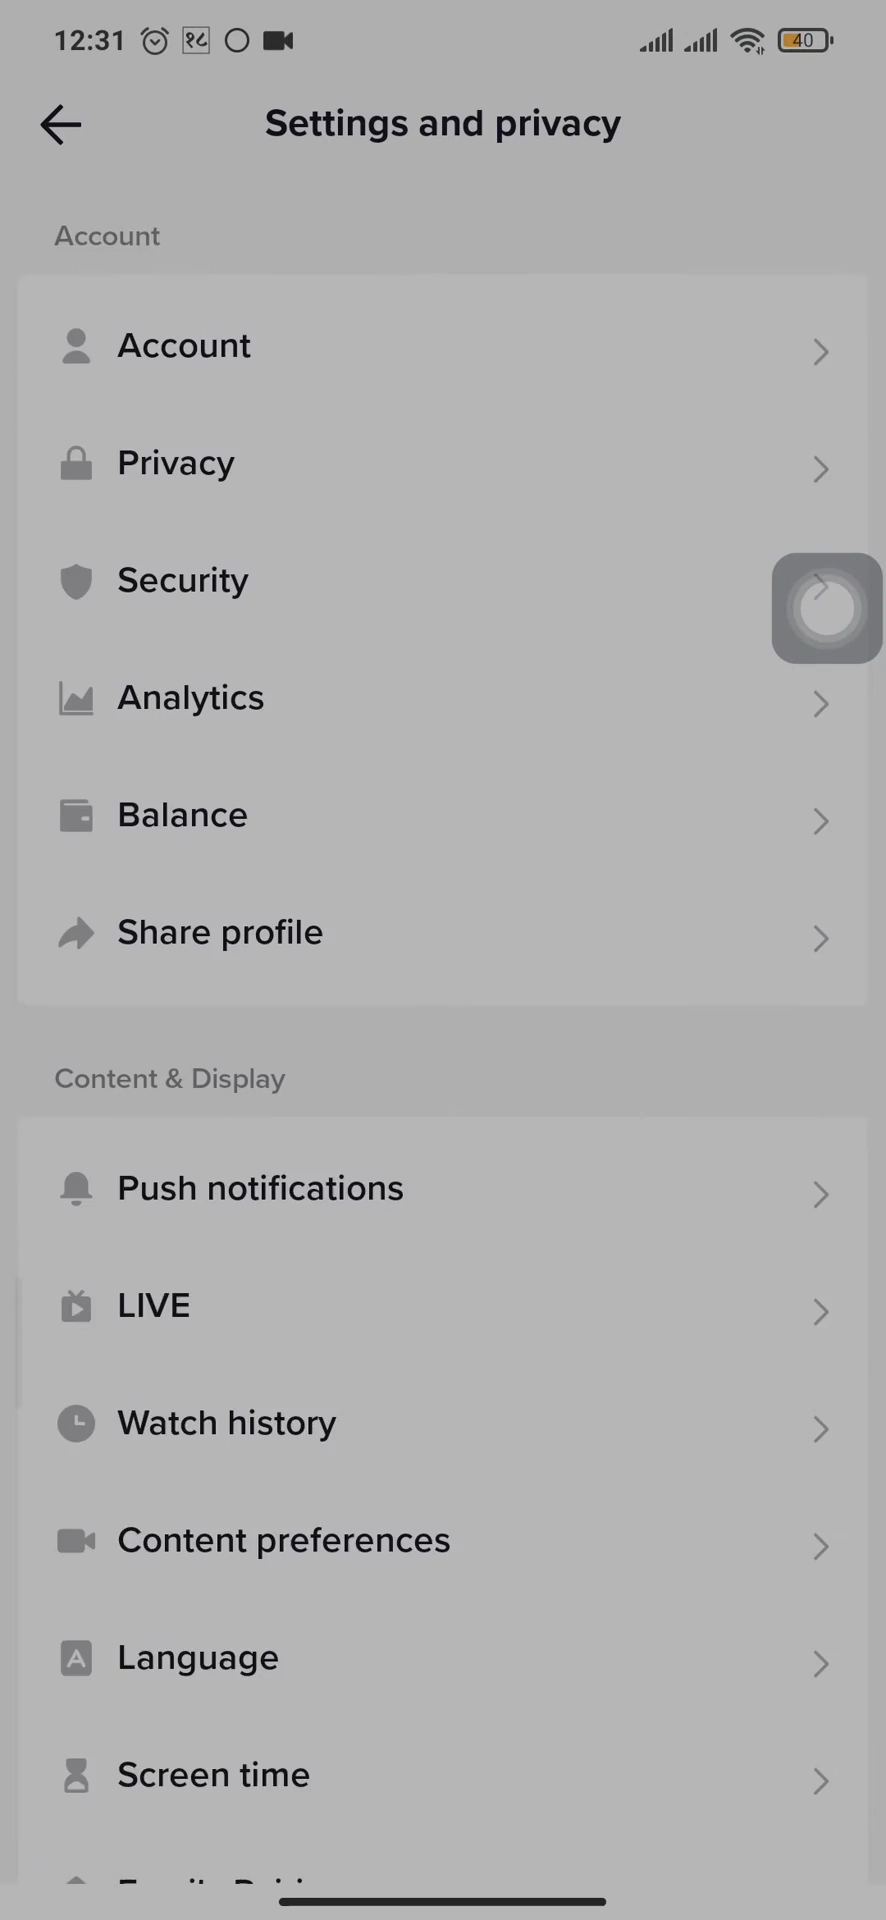 12:31 १८ 40
Settings and privacy
Account
Account
Privacy
Security
Analytics
Balance
Share profile
Content & Display
Push notifications
LIVE
Watch history
Content preferences
A Language
Screen time